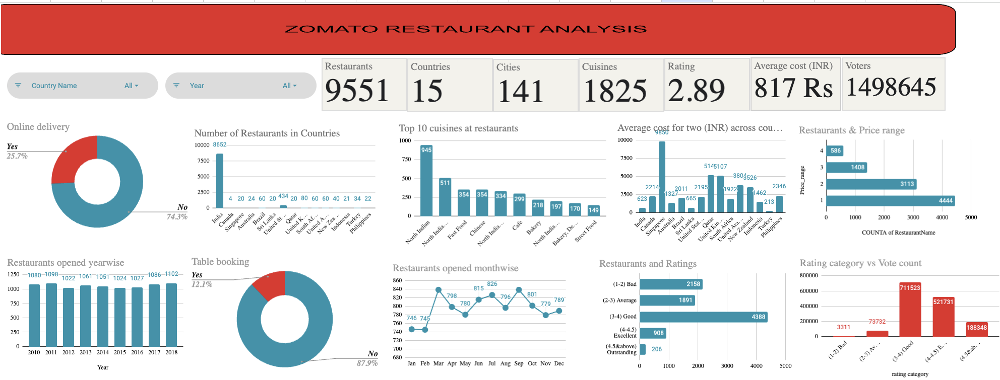 ZOMATO RESTAURANT ANALYSIS
Country Name All
Year All
Restaurants
9551
Countries
15
Cities
141
Cuisines
1825
Rating
2.89
Average cost (INR)
817 Rs
Voters
1498645
Online delivery
Yes
25.7%
No
74.3%
Number of Restaurants in Countries
10000
7500
5000
2500
0
8652 4 20 24 60 20 434 20 80 60 60 40 21 34 22
India Canada Singapore Australia Brazil Sri Lanka United St... Qatar United K... South Af... United A... New Zea... Indonesia Turkey Philippines
Top 10 cuisines at restaurants
1000
750
500
250
0
945 511 354 354 334 299 218 197 170 149
North Indian North India... Fast Food Chinese North India... Cafe Bakery North India... Bakery, De... Street Food
Average cost for two (INR) across cou...
10000
7500
5000
2500
0
623 2214 9850 1327 2011 665 2195 5107 1922 3526 1462 213 2346
India Canada Singapore Australia Brazil Sri Lanka United Stat... Qatar United Kin... South Africa United Ara... New Zealand Indonesia Turkey Philippines
Restaurants & Price range
Price_range
4 586
3 1408
2 3113
1 4444
0 1000 2000 3000 4000 5000
COUNTA of RestaurantName
Restaurants opened yearwise
1250
1000
750
500
250
0
1080 1098 1022 1061 1051 1024 1027 1086 1102
2010 2011 2012 2013 2014 2015 2016 2017 2018
Year
Table booking
Yes
12.1%
No
87.9%
Restaurants opened monthwise
860
840
820
800
780
760
740
720
700
680
746 745 798 780 815 826 796 801 779 789
Jan Feb Mar Apr May Jun Jul Aug Sep Oct Nov Dec
Restaurants and Ratings
(1-2) Bad 2158
(2-3) Average 1891
(3-4) Good 4388
(4-4.5)
Excellent 908
(4.5&above)
Outstanding 206
0 1000 2000 3000 4000 5000
Rating category vs Vote count
800000
600000
400000
200000
0
3311 73732 711523 521731 188348
(1-2) Bad (2-3) Av... (3-4) Good (4-4.5) E... (4.5&ab...
rating category